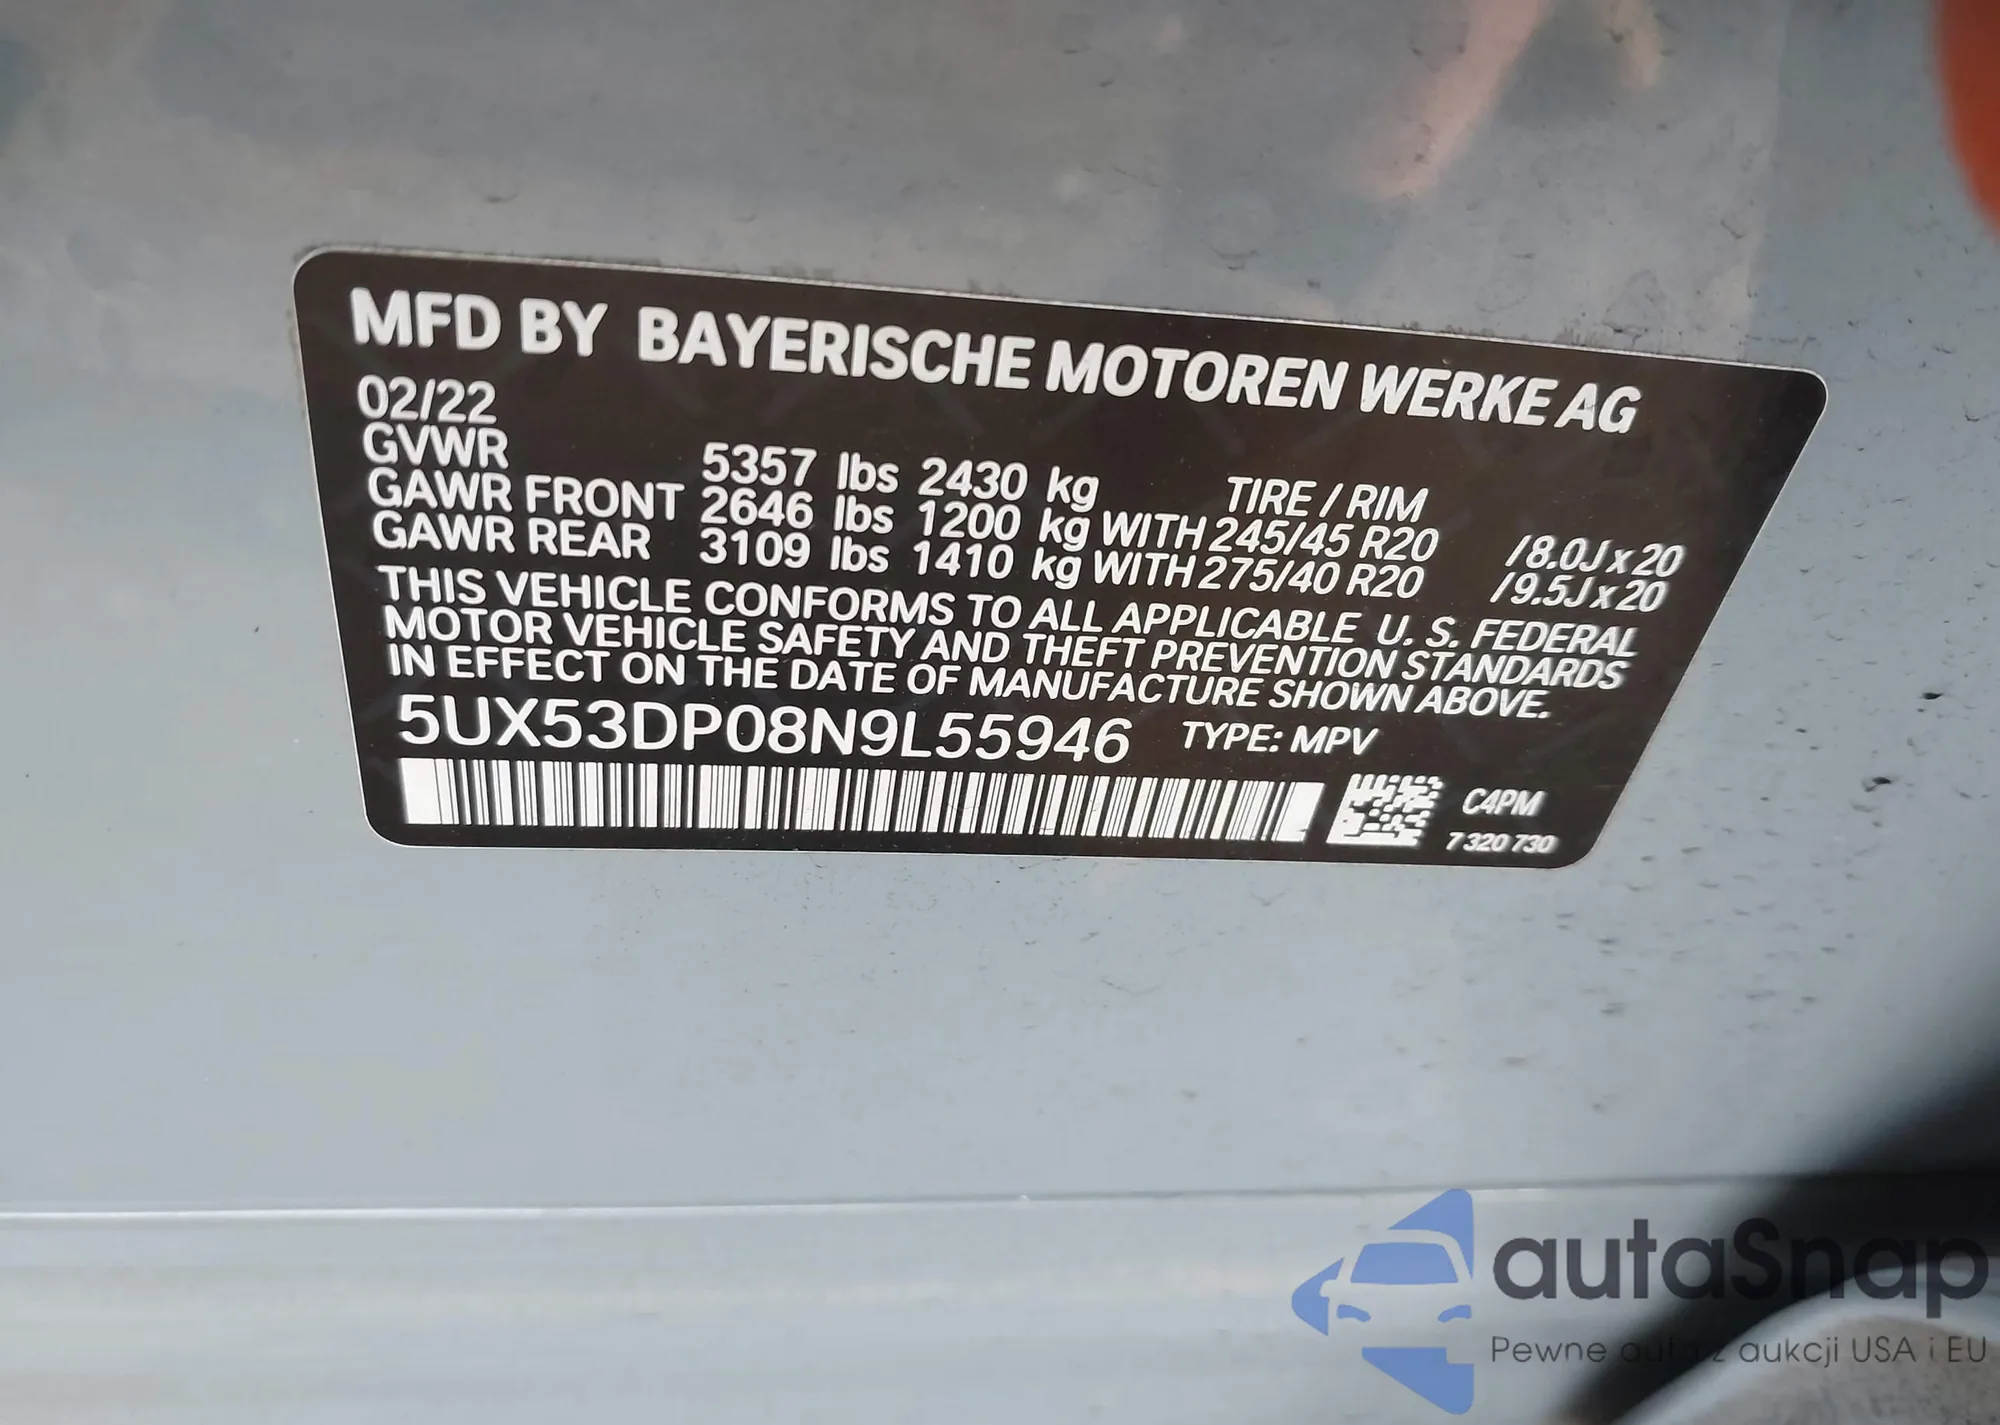 MFD BY BAYERISCHE MOTOREN WERKE AG
02/22
GVWR 5357 lbs 2430 kg TIRE / RIM
GAWR FRONT 2646 lbs 1200 kg WITH 245/45 R20 /8.0J x 20
GAWR REAR 3109 lbs 1410 kg WITH 275/40 R20 /9.5J x 20
THIS VEHICLE CONFORMS TO ALL APPLICABLE U. S. FEDERAL
MOTOR VEHICLE SAFETY AND THEFT PREVENTION STANDARDS
IN EFFECT ON THE DATE OF MANUFACTURE SHOWN ABOVE.
5UX53DP08N9L55946 TYPE: MPV
C4PM
7 320 730
autaSnap
Pewne auta z aukcji USA i EU